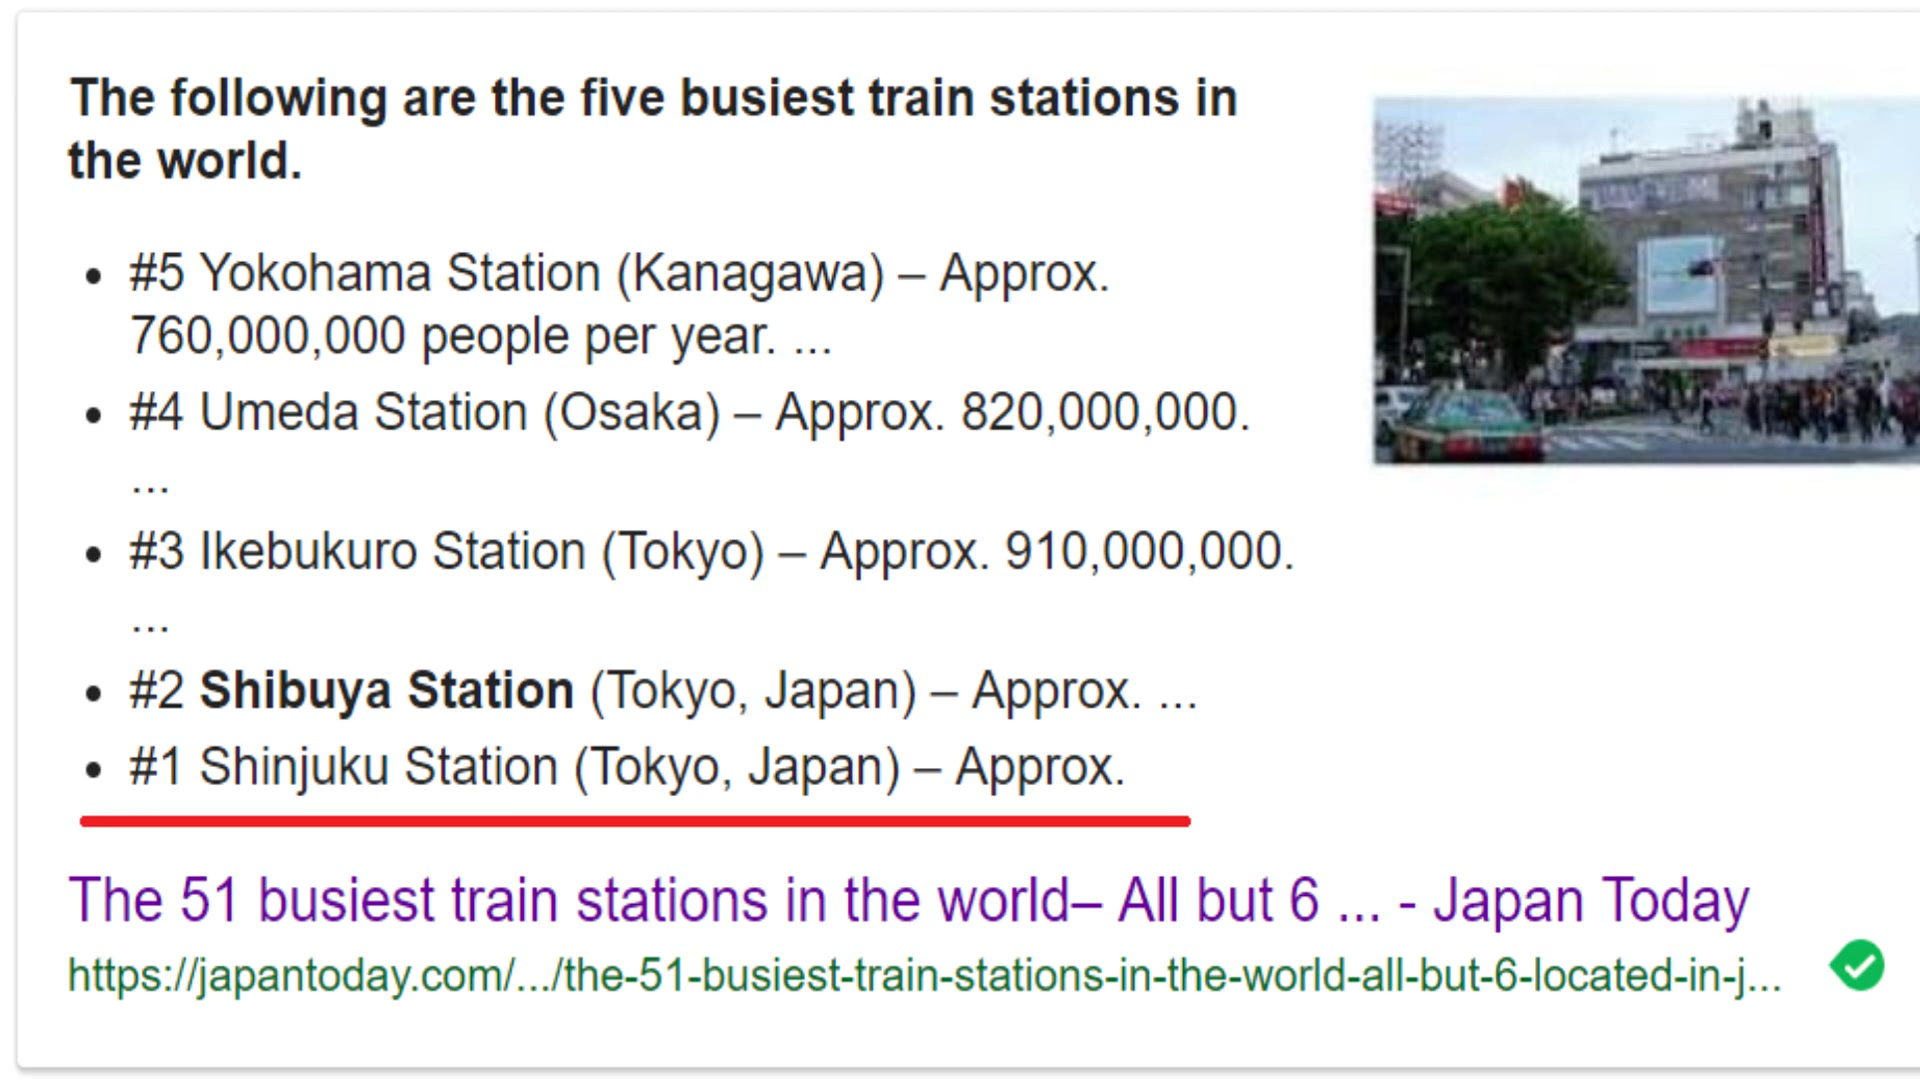 The following are the five busiest train stations in
the world.
• #5 Yokohama Station (Kanagawa) – Approx.
760,000,000 people per year. ...
• #4 Umeda Station (Osaka) – Approx. 820,000,000.
...
• #3 Ikebukuro Station (Tokyo) – Approx. 910,000,000.
...
• #2 Shibuya Station (Tokyo, Japan) – Approx. ...
• #1 Shinjuku Station (Tokyo, Japan) – Approx.
The 51 busiest train stations in the world– All but 6 ... - Japan Today
https://japantoday.com/.../the-51-busiest-train-stations-in-the-world-all-but-6-located-in-j...